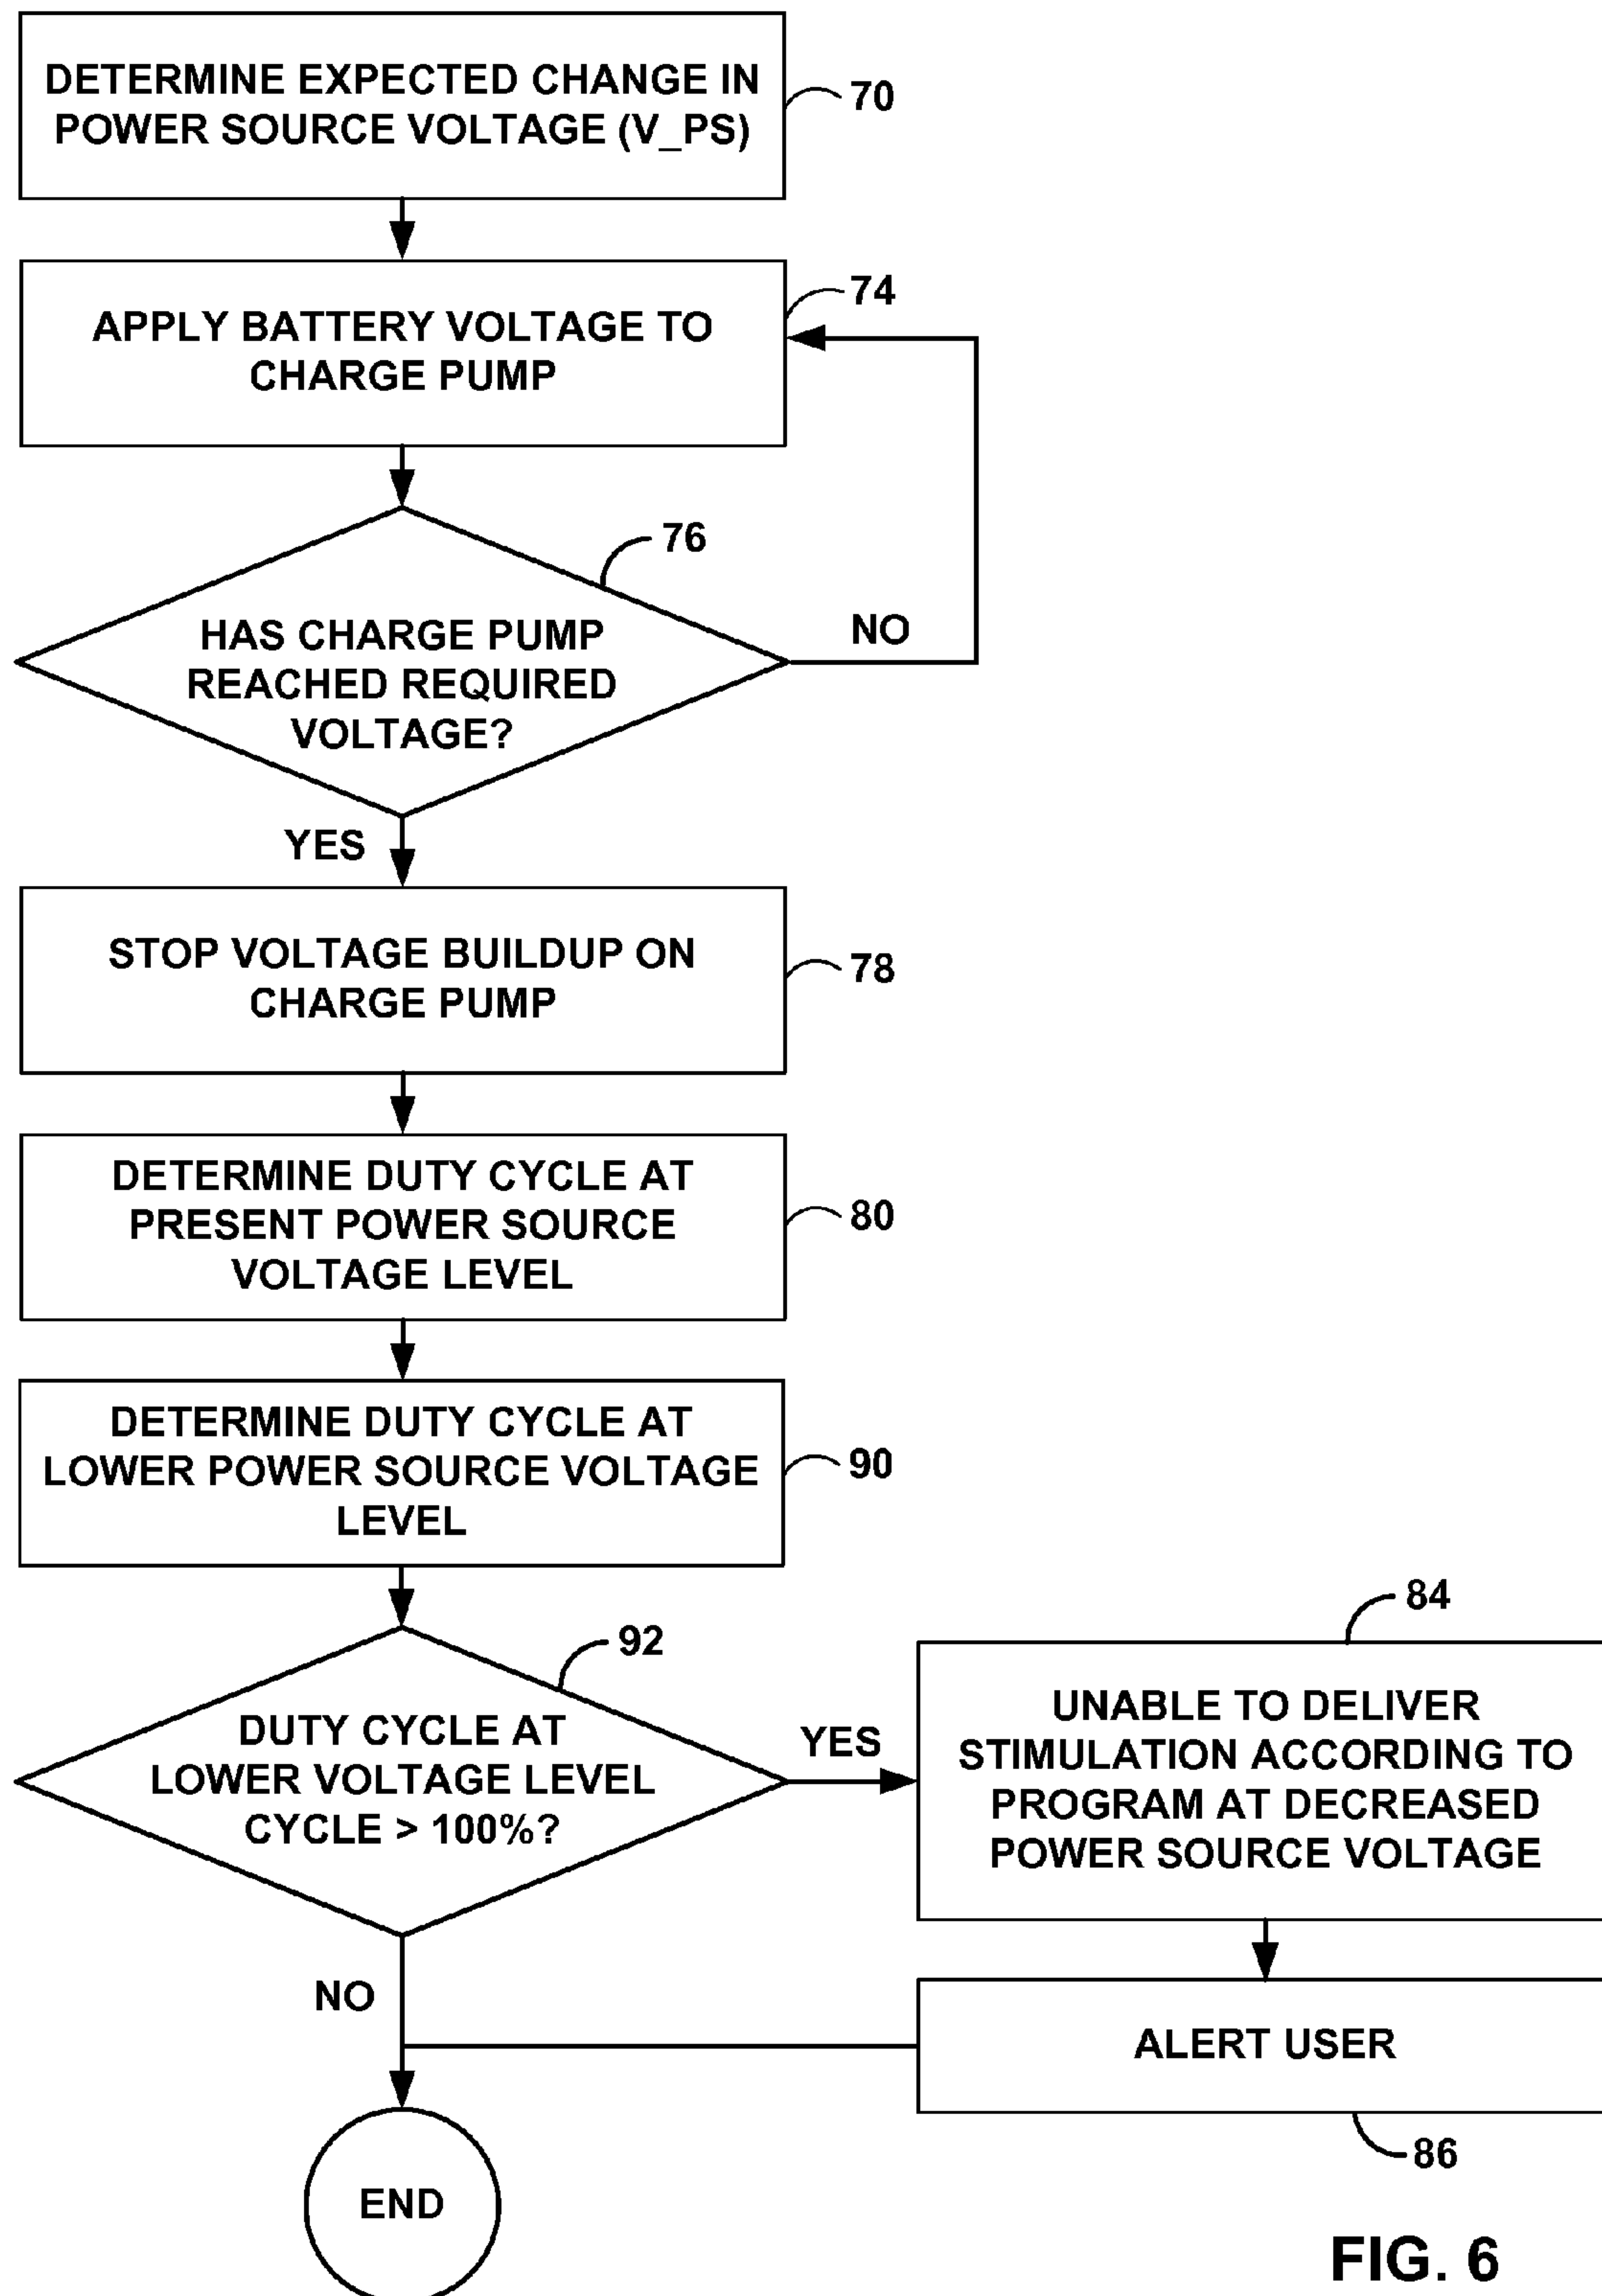 DETERMINE EXPECTED CHANGE IN
POWER SOURCE VOLTAGE (V_PS)
70
APPLY BATTERY VOLTAGE TO
CHARGE PUMP
74
76
HAS CHARGE PUMP
REACHED REQUIRED
VOLTAGE?
NO
YES
STOP VOLTAGE BUILDUP ON
CHARGE PUMP
78
DETERMINE DUTY CYCLE AT
PRESENT POWER SOURCE
VOLTAGE LEVEL
80
DETERMINE DUTY CYCLE AT
LOWER POWER SOURCE VOLTAGE
LEVEL
90
92
DUTY CYCLE AT
LOWER VOLTAGE LEVEL
CYCLE > 100%?
YES
84
UNABLE TO DELIVER
STIMULATION ACCORDING TO
PROGRAM AT DECREASED
POWER SOURCE VOLTAGE
NO
ALERT USER
86
END
FIG. 6